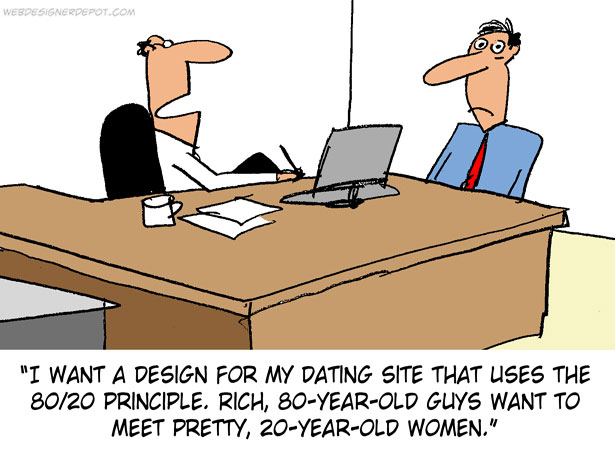 WEBDESIGNERDEPOT.COM
"I WANT A DESIGN FOR MY DATING SITE THAT USES THE
80/20 PRINCIPLE. RICH, 80-YEAR-OLD GUYS WANT TO
MEET PRETTY, 20-YEAR-OLD WOMEN."